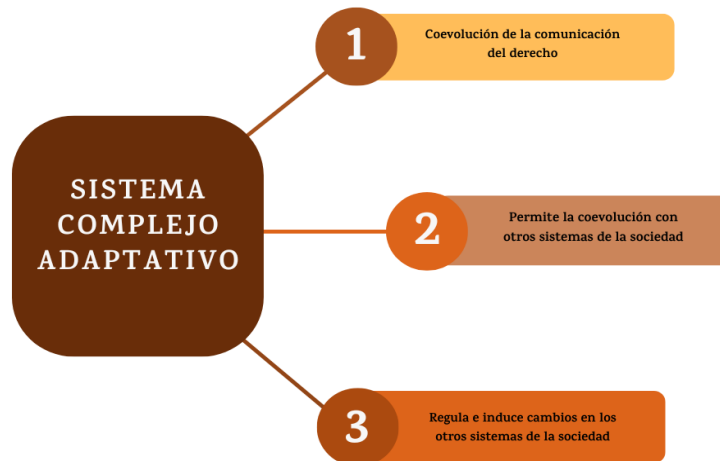 SISTEMA
COMPLEJO
ADAPTATIVO
1
Coevolución de la comunicación
del derecho
2
Permite la coevolución con
otros sistemas de la sociedad
3
Regula e induce cambios en los
otros sistemas de la sociedad